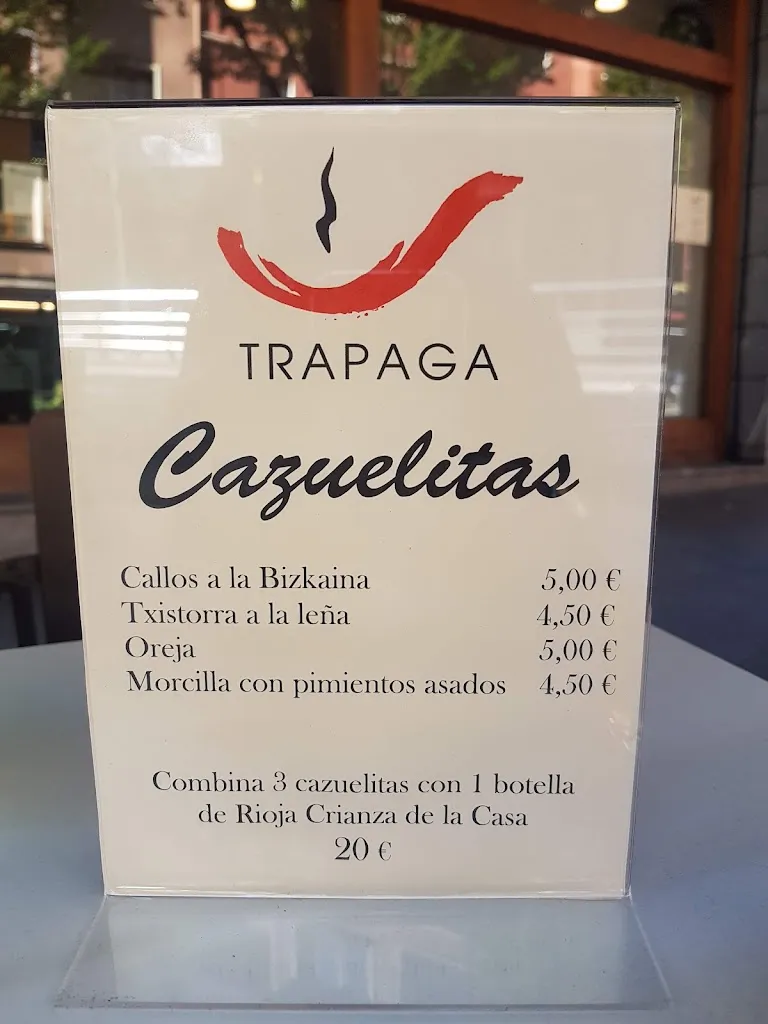 TRAPAGA
Cazuelitas
Callos a la Bizkaina 5,00 €
Txistorra a la leña 4,50 €
Oreja 5,00 €
Morcilla con pimientos asados 4,50 €
Combina 3 cazuelitas con 1 botella
de Rioja Crianza de la Casa
20 €